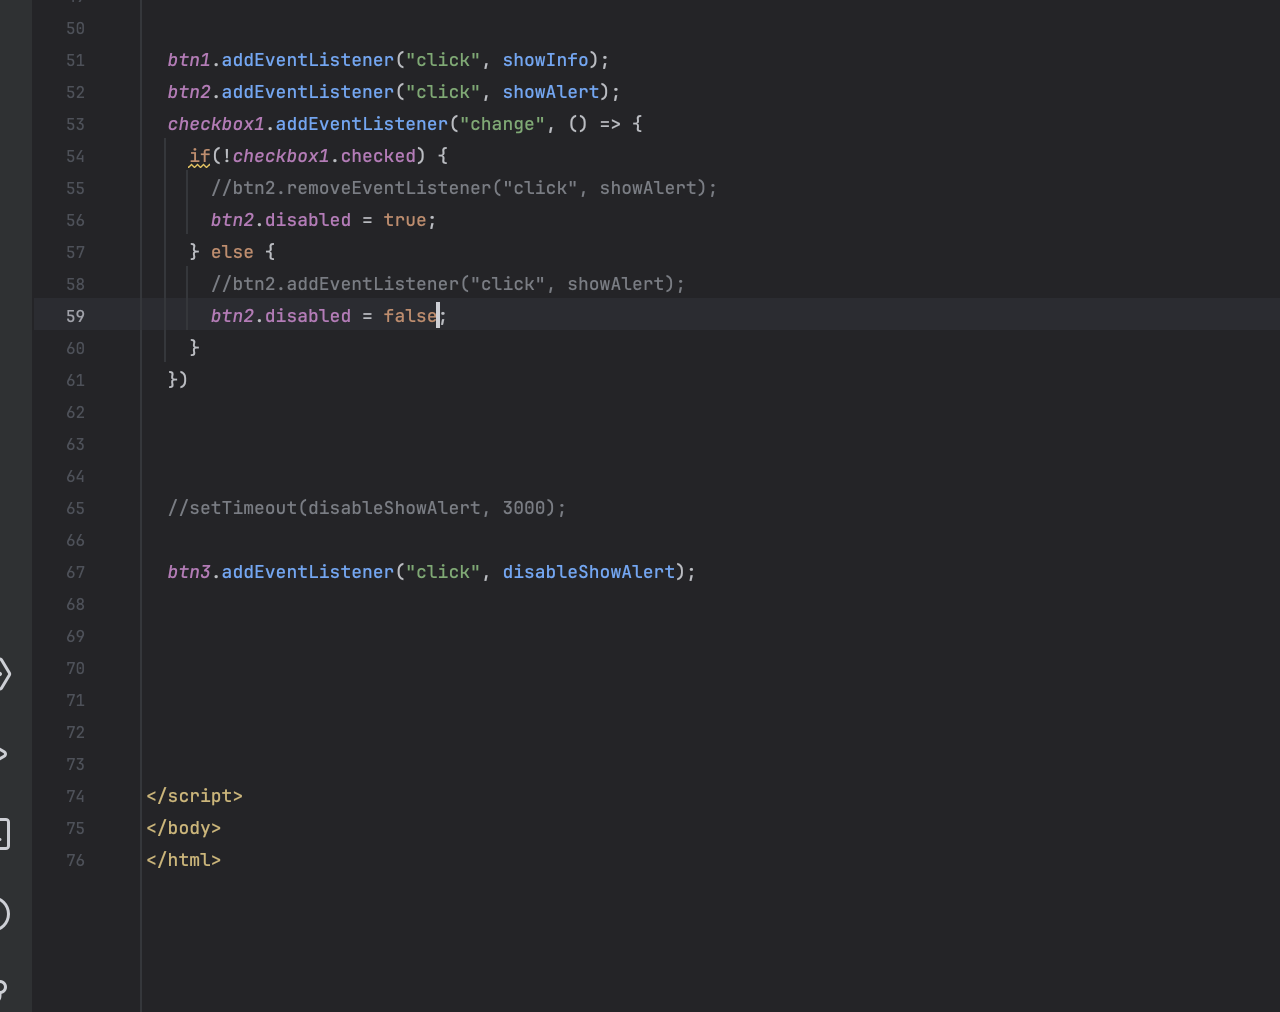 50
51 btn1.addEventListener("click", showInfo);
52 btn2.addEventListener("click", showAlert);
53 checkbox1.addEventListener("change", () => {
54 if(!checkbox1.checked) {
55 //btn2.removeEventListener("click", showAlert);
56 btn2.disabled = true;
57 } else {
58 //btn2.addEventListener("click", showAlert);
59 btn2.disabled = false;
60 }
61 })
62
63
64
65 //setTimeout(disableShowAlert, 3000);
66
67 btn3.addEventListener("click", disableShowAlert);
68
69
70
71
72
73
74 </script>
75 </body>
76 </html>